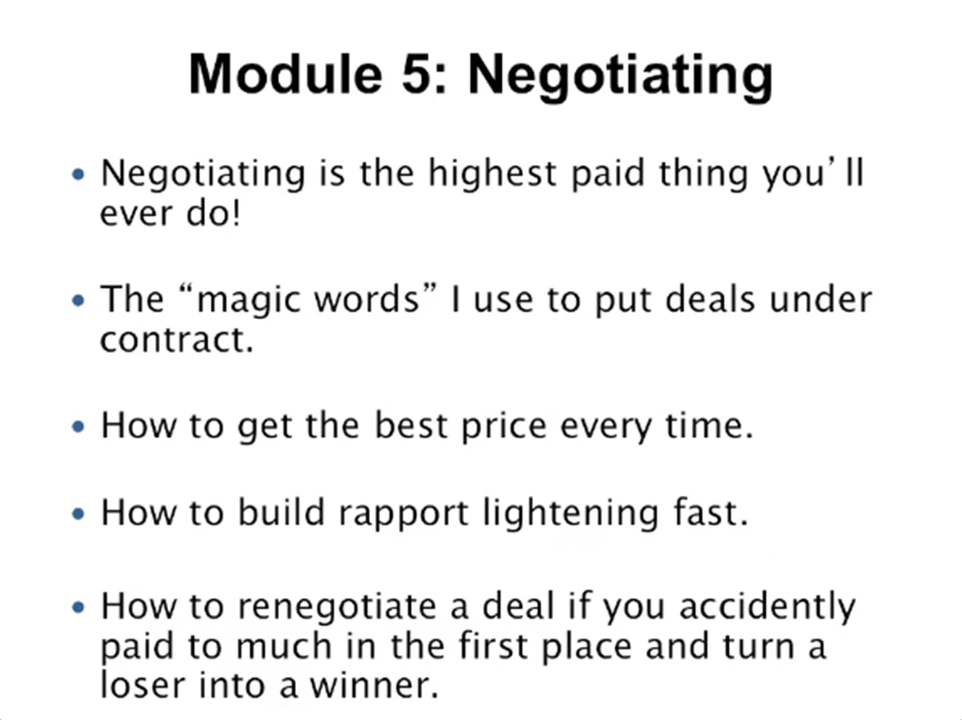 Module 5: Negotiating
• Negotiating is the highest paid thing you’ll
ever do!
• The “magic words” I use to put deals under
contract.
• How to get the best price every time.
• How to build rapport lightening fast.
• How to renegotiate a deal if you accidently
paid to much in the first place and turn a
loser into a winner.